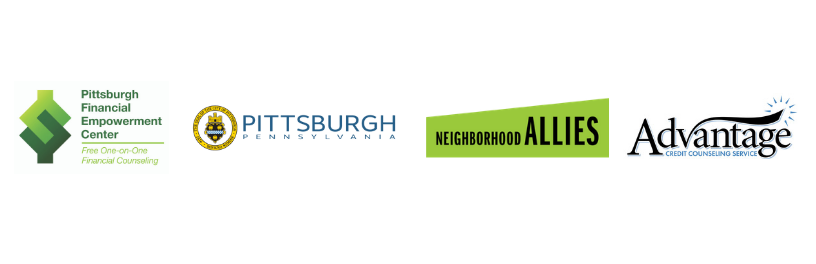 Pittsburgh
Financial
Empowerment
Center
Free One-on-One
Financial Counseling
PITTSBURGH
PENNSYLVANIA
NEIGHBORHOOD ALLIES
Advantage
CREDIT COUNSELING SERVICE